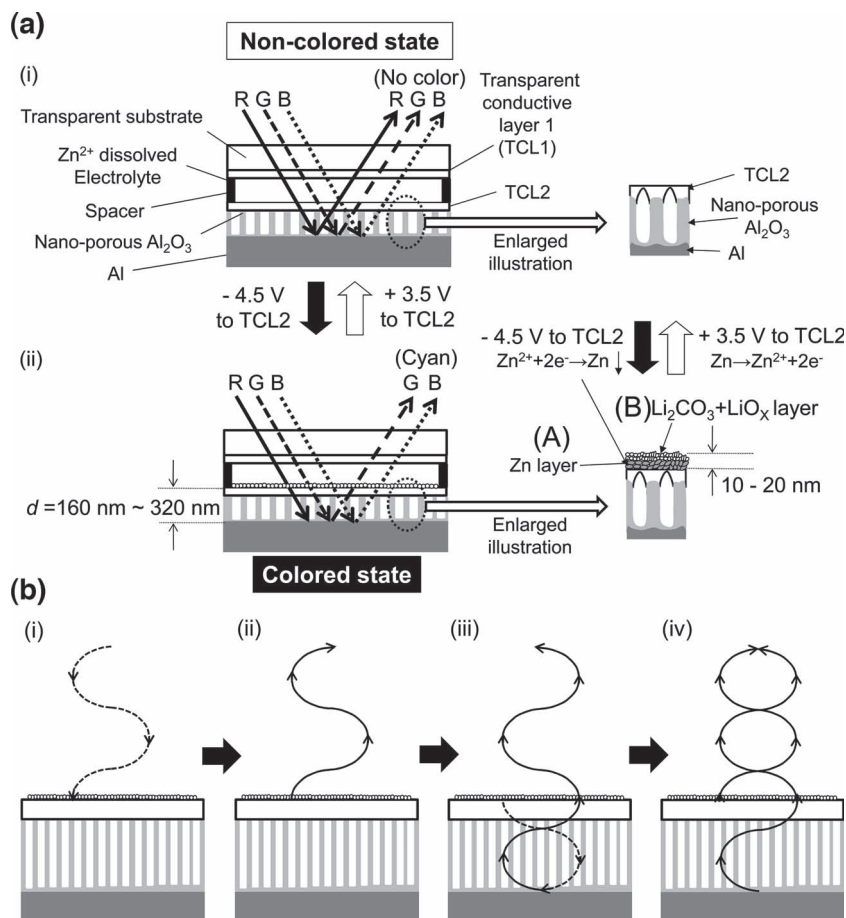 (a)
Non-colored state
(i)
(No color)
R G B
R G B
Transparent
conductive
layer 1
(TCL1)
Transparent substrate
Zn²⁺ dissolved
Electrolyte
Spacer
Nano-porous Al₂O₃
Al
TCL2
Enlarged
illustration
TCL2
Nano-porous
Al₂O₃
Al
- 4.5 V
to TCL2
+ 3.5 V
to TCL2
- 4.5 V to TCL2
Zn²⁺+2e⁻→Zn↓
+ 3.5 V to TCL2
Zn→Zn²⁺+2e⁻
(ii)
(Cyan)
R G B
G B
d =160 nm ~ 320 nm
Enlarged
illustration
(A)
Zn layer
(B) Li₂CO₃+LiOₓ layer
10 - 20 nm
Colored state
(b)
(i)
(ii)
(iii)
(iv)